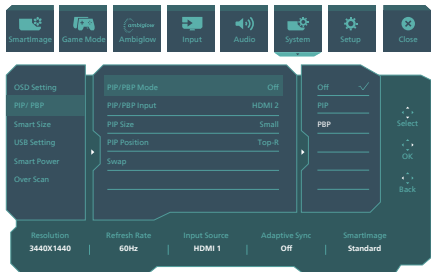 SmartImage
Game Mode
ambiglow
Ambiglow
Input
Audio
System
Setup
Close
OSD Setting
PIP/ PBP
Smart Size
USB Setting
Smart Power
Over Scan
PIP/PBP Mode Off
PIP/PBP Input HDMI 2
PIP Size Small
PIP Position Top-R
Swap
Off
PIP
PBP
Select
OK
Back
Resolution Refresh Rate Input Source Adaptive Sync SmartImage
3440X1440 | 60Hz | HDMI 1 | Off | Standard